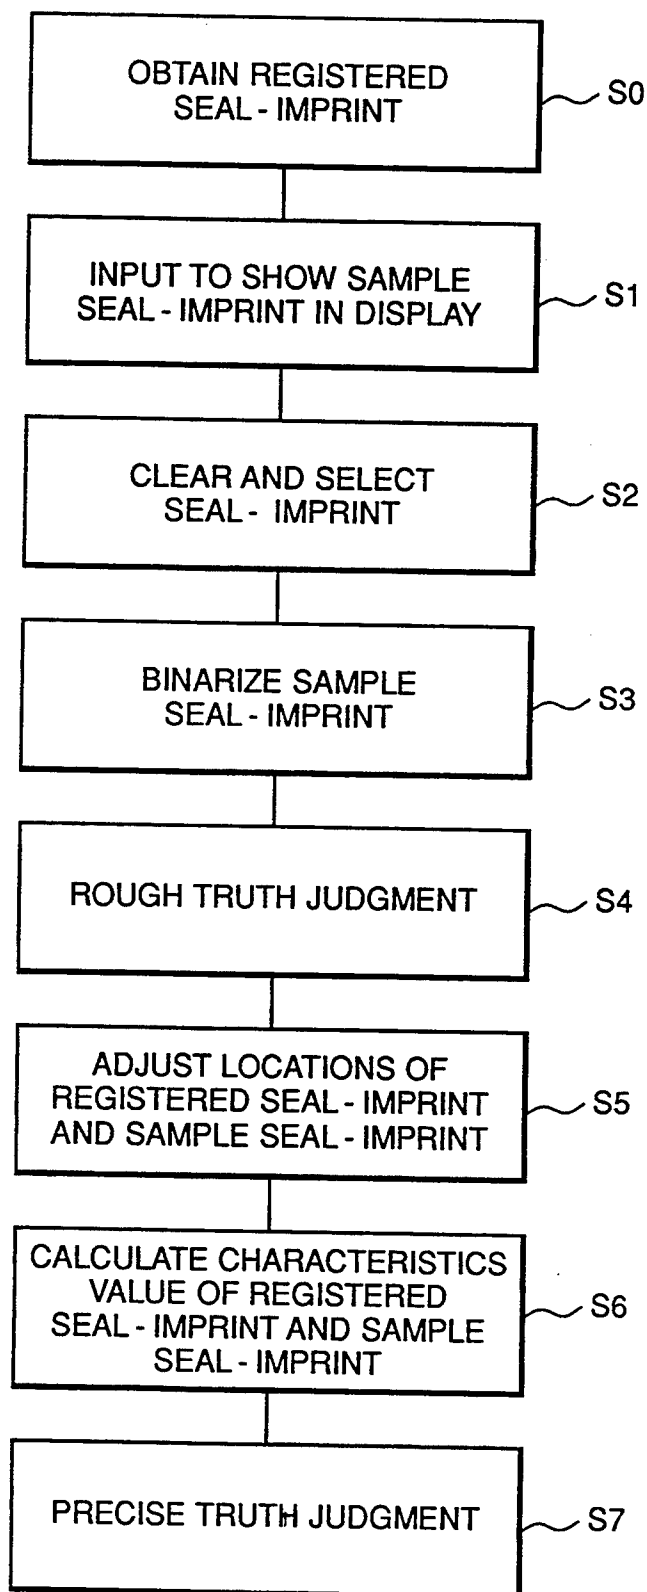 OBTAIN REGISTERED
SEAL - IMPRINT
S0
INPUT TO SHOW SAMPLE
SEAL - IMPRINT IN DISPLAY
S1
CLEAR AND SELECT
SEAL - IMPRINT
S2
BINARIZE SAMPLE
SEAL - IMPRINT
S3
ROUGH TRUTH JUDGMENT
S4
ADJUST LOCATIONS OF
REGISTERED SEAL - IMPRINT
AND SAMPLE SEAL - IMPRINT
S5
CALCULATE CHARACTERISTICS
VALUE OF REGISTERED
SEAL - IMPRINT AND SAMPLE
SEAL - IMPRINT
S6
PRECISE TRUTH JUDGMENT
S7